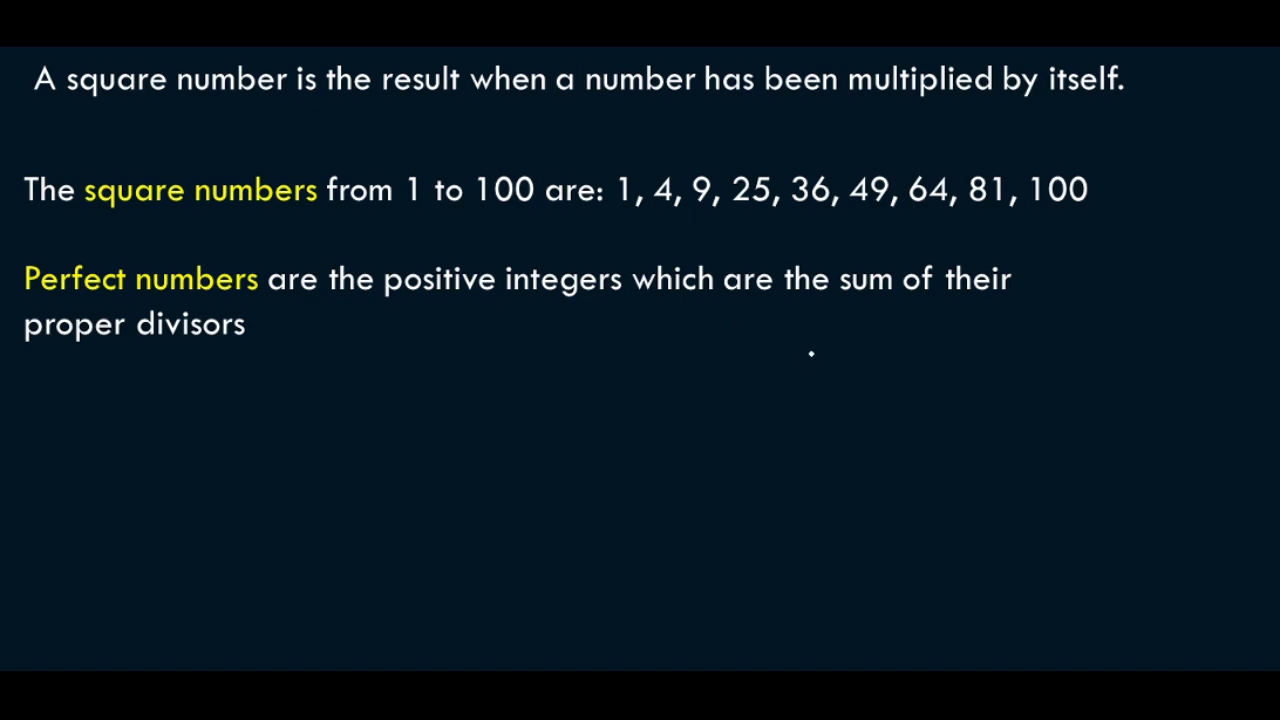 A square number is the result when a number has been multiplied by itself.
The square numbers from 1 to 100 are: 1, 4, 9, 25, 36, 49, 64, 81, 100
Perfect numbers are the positive integers which are the sum of their
proper divisors